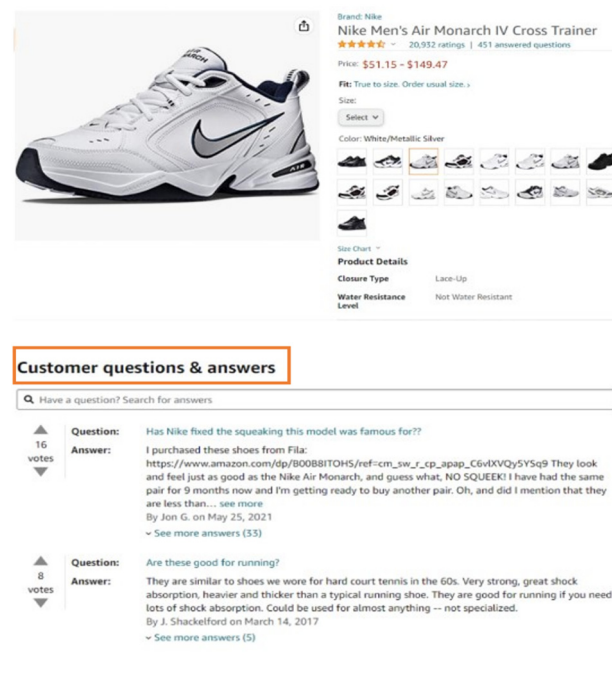 Brand: Nike
Nike Men's Air Monarch IV Cross Trainer
20,932 ratings | 451 answered questions
Price: $51.15 - $149.47
Fit: True to size. Order usual size. ›
Size:
Select
Color: White/Metallic Silver
Size Chart
Product Details
Closure Type Lace-Up
Water Resistance Level Not Water Resistant
AIR
MONARCH
AIR
Customer questions & answers
Have a question? Search for answers
16
votes
Question: Has Nike fixed the squeaking this model was famous for??
Answer: I purchased these shoes from Fila:
https://www.amazon.com/dp/B00B8ITOHS/ref=cm_sw_r_cp_apap_C6vlXVQy5YSq9 They look
and feel just as good as the Nike Air Monarch, and guess what, NO SQUEEK! I have had the same
pair for 9 months now and I'm getting ready to buy another pair. Oh, and did I mention that they
are less than... see more
By Jon G. on May 25, 2021
See more answers (33)
8
votes
Question: Are these good for running?
Answer: They are similar to shoes we wore for hard court tennis in the 60s. Very strong, great shock
absorption, heavier and thicker than a typical running shoe. They are good for running if you need
lots of shock absorption. Could be used for almost anything -- not specialized.
By J. Shackelford on March 14, 2017
See more answers (5)